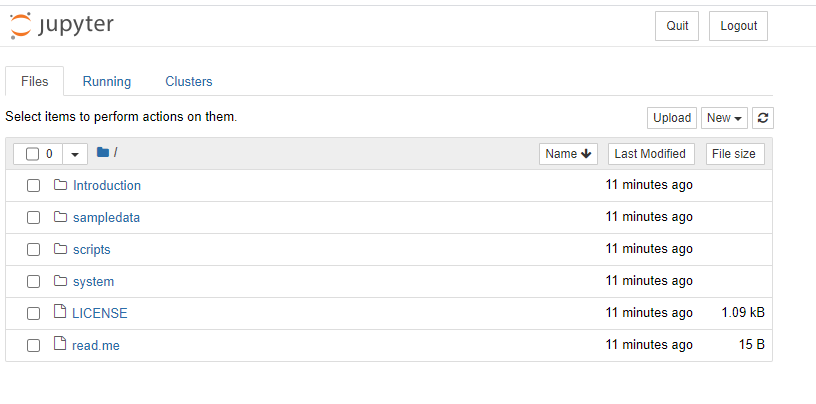 jupyter
Quit Logout
Files Running Clusters
Select items to perform actions on them.
Upload New
0 / Name Last Modified File size
Introduction 11 minutes ago
sampledata 11 minutes ago
scripts 11 minutes ago
system 11 minutes ago
LICENSE 11 minutes ago 1.09 kB
read.me 11 minutes ago 15 B